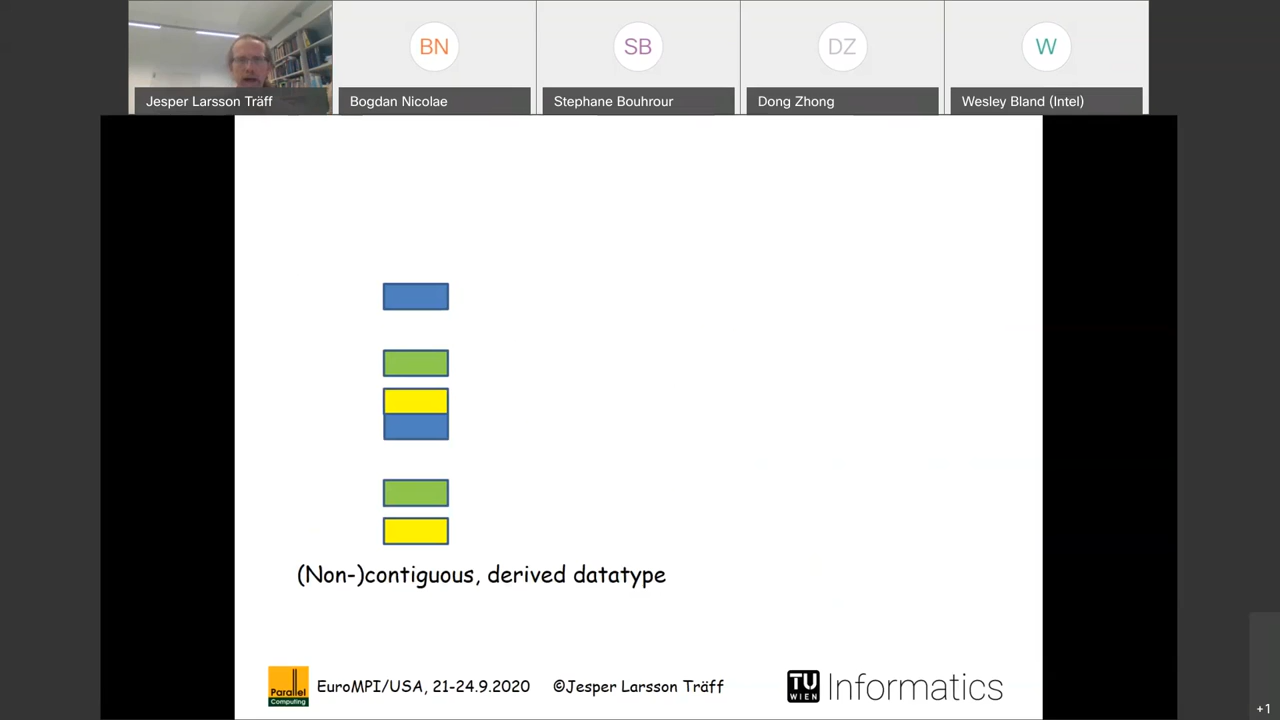 BN
SB
DZ
W
Jesper Larsson Träff
Bogdan Nicolae
Stephane Bouhrour
Dong Zhong
Wesley Bland (Intel)
(Non-)contiguous, derived datatype
Parallel
Computing
EuroMPI/USA, 21-24.9.2020 ©Jesper Larsson Träff
TU
WIEN
Informatics
+1